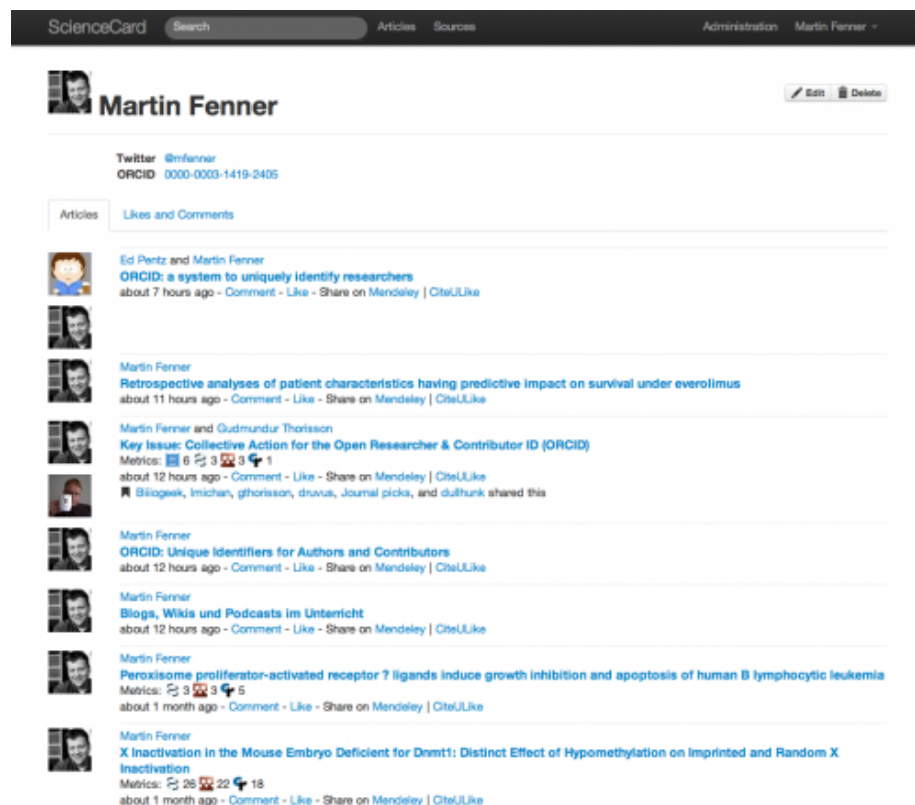 ScienceCard Search Articles Sources Administration Martin Fenner
Martin Fenner
Edit Delete
Twitter @mfenner
ORCID 0000-0003-1419-2405
Articles Likes and Comments
Ed Pentz and Martin Fenner
ORCID: a system to uniquely identify researchers
about 7 hours ago - Comment - Like - Share on Mendeley | CiteULike
Martin Fenner
Retrospective analyses of patient characteristics having predictive impact on survival under everolimus
about 11 hours ago - Comment - Like - Share on Mendeley | CiteULike
Martin Fenner and Gudmundur Thorisson
Key Issue: Collective Action for the Open Researcher & Contributor ID (ORCID)
Metrics: 6 3 3 1
about 12 hours ago - Comment - Like - Share on Mendeley | CiteULike
Biiiogeek, lmichan, gthorisson, druvus, Journal picks, and dullhunk shared this
Martin Fenner
ORCID: Unique Identifiers for Authors and Contributors
about 12 hours ago - Comment - Like - Share on Mendeley | CiteULike
Martin Fenner
Blogs, Wikis und Podcasts im Unterricht
about 12 hours ago - Comment - Like - Share on Mendeley | CiteULike
Martin Fenner
Peroxisome proliferator-activated receptor ? ligands induce growth inhibition and apoptosis of human B lymphocytic leukemia
Metrics: 3 3 5
about 1 month ago - Comment - Like - Share on Mendeley | CiteULike
Martin Fenner
X Inactivation in the Mouse Embryo Deficient for Dnmt1: Distinct Effect of Hypomethylation on Imprinted and Random X
Inactivation
Metrics: 26 22 18
about 1 month ago - Comment - Like - Share on Mendeley | CiteULike